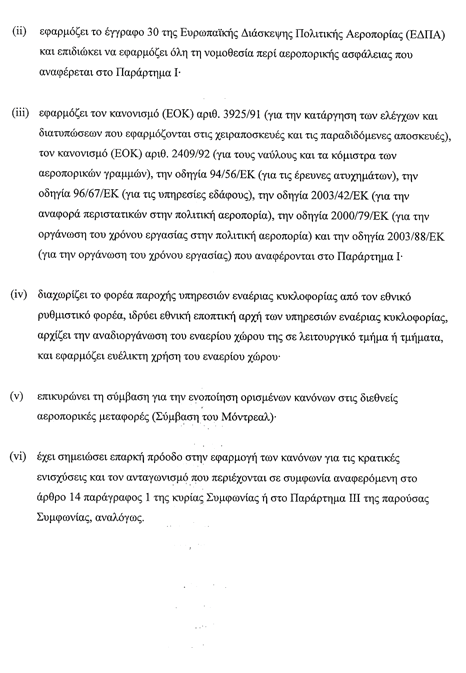 (ii) εφαρμόζει το έγγραφο 30 της Ευρωπαϊκής Διάσκεψης Πολιτικής Αεροπορίας (ΕΔΠΑ)
και επιδιώκει να εφαρμόζει όλη τη νομοθεσία περί αεροπορικής ασφάλειας που
αναφέρεται στο Παράρτημα Ι·
(iii) εφαρμόζει τον κανονισμό (ΕΟΚ) αριθ. 3925/91 (για την κατάργηση των ελέγχων και
διατυπώσεων που εφαρμόζονται στις χειραποσκευές και τις παραδιδόμενες αποσκευές),
τον κανονισμό (ΕΟΚ) αριθ. 2409/92 (για τους ναύλους και τα κόμιστρα των
αεροπορικών γραμμών), την οδηγία 94/56/ΕΚ (για τις έρευνες ατυχημάτων), την
οδηγία 96/67/ΕΚ (για τις υπηρεσίες εδάφους), την οδηγία 2003/42/ΕΚ (για την
αναφορά περιστατικών στην πολιτική αεροπορία), την οδηγία 2000/79/ΕΚ (για την
οργάνωση του χρόνου εργασίας στην πολιτική αεροπορία) και την οδηγία 2003/88/ΕΚ
(για την οργάνωση του χρόνου εργασίας) που αναφέρονται στο Παράρτημα Ι·
(iv) διαχωρίζει το φορέα παροχής υπηρεσιών εναέριας κυκλοφορίας από τον εθνικό
ρυθμιστικό φορέα, ιδρύει εθνική εποπτική αρχή των υπηρεσιών εναέριας κυκλοφορίας,
αρχίζει την αναδιοργάνωση του εναερίου χώρου της σε λειτουργικό τμήμα ή τμήματα,
και εφαρμόζει ευέλικτη χρήση του εναερίου χώρου·
(v) επικυρώνει τη σύμβαση για την ενοποίηση ορισμένων κανόνων στις διεθνείς
αεροπορικές μεταφορές (Σύμβαση του Μόντρεαλ)·
(vi) έχει σημειώσει επαρκή πρόοδο στην εφαρμογή των κανόνων για τις κρατικές
ενισχύσεις και τον ανταγωνισμό που περιέχονται σε συμφωνία αναφερόμενη στο
άρθρο 14 παράγραφος 1 της κυρίας Συμφωνίας ή στο Παράρτημα ΙΙΙ της παρούσας
Συμφωνίας, αναλόγως.